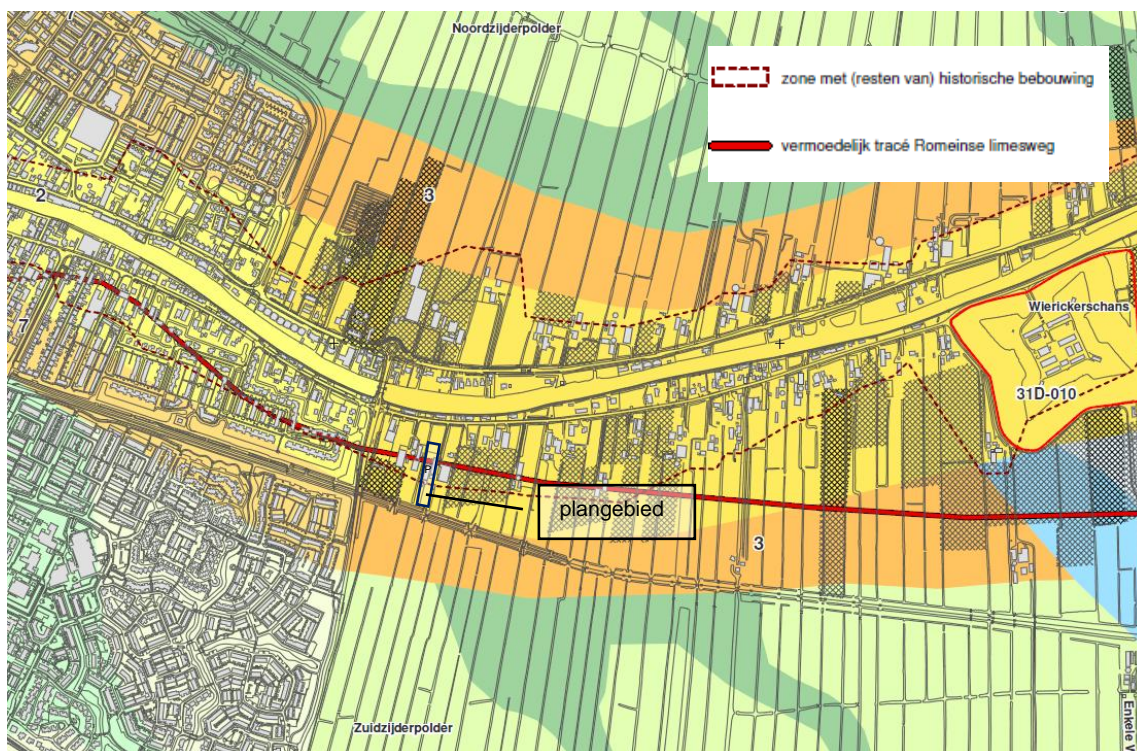 Noordzijderpolder
zone met (resten van) historische bebouwing
vermoedelijk tracé Romeinse limesweg
2
3
7
Wierickerschans
31D-010
P
plangebied
3
Zuidzijderpolder